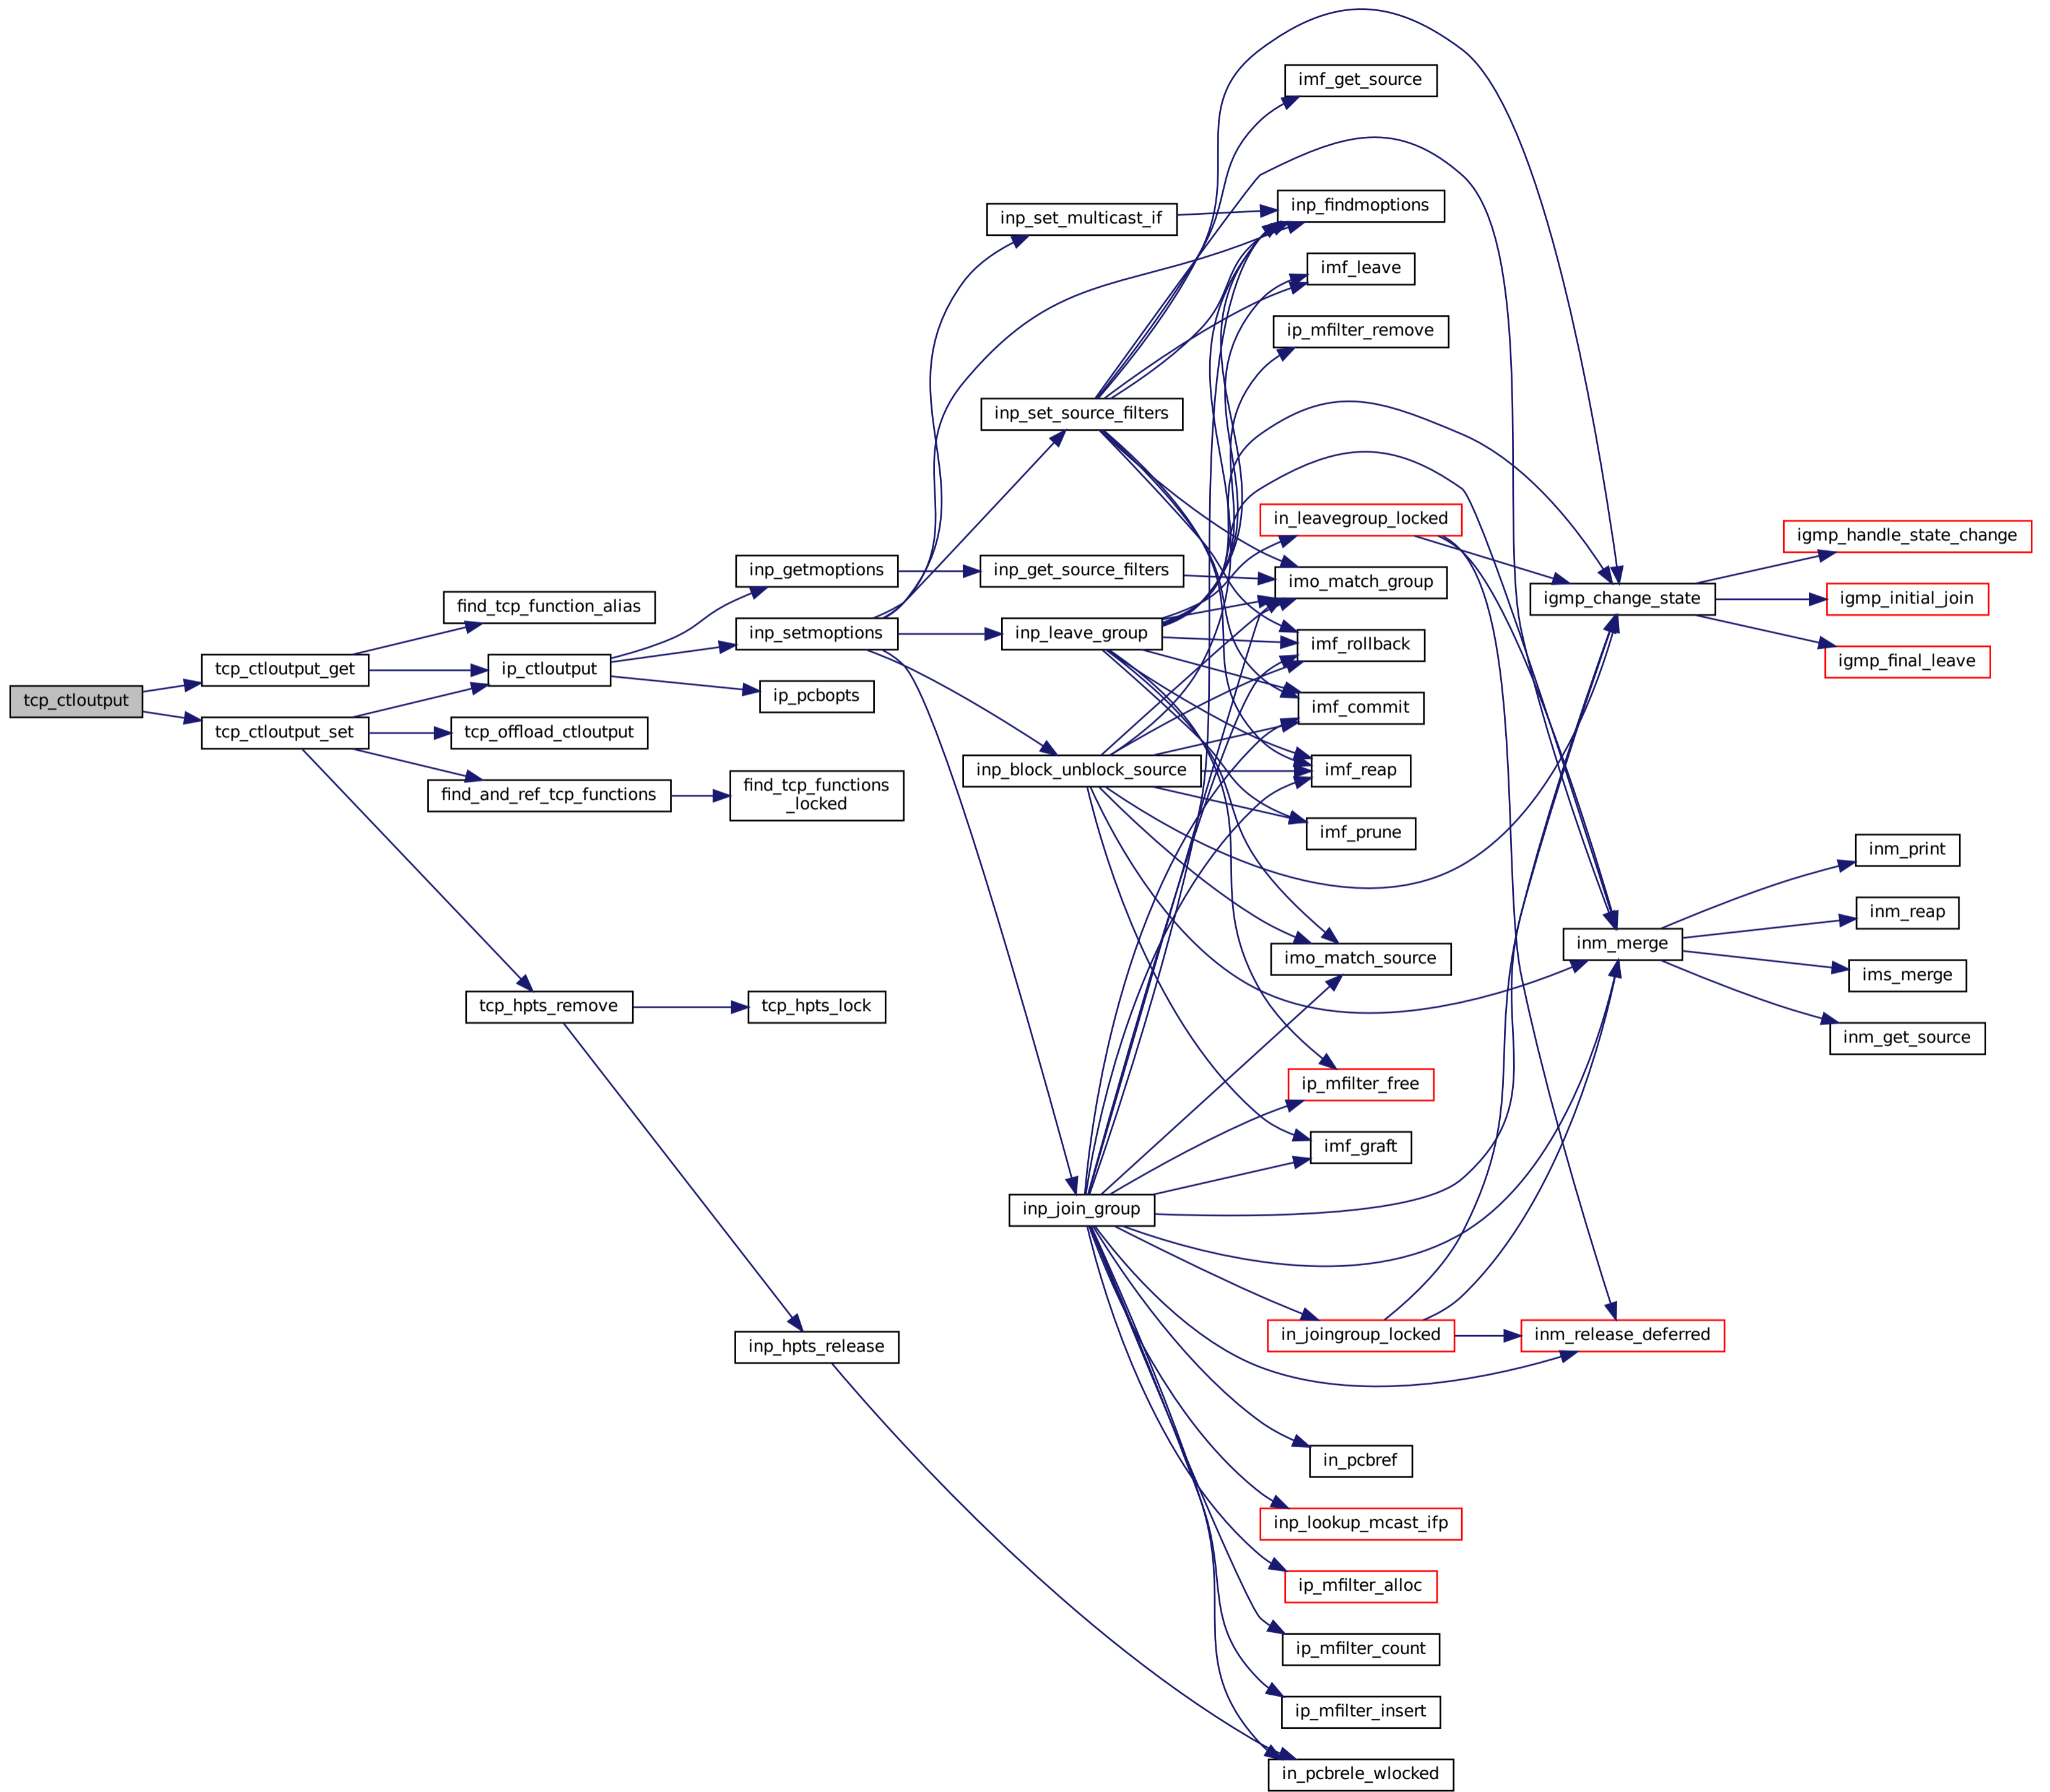 tcp_ctloutput
tcp_ctloutput_get
tcp_ctloutput_set
find_tcp_function_alias
ip_ctloutput
tcp_offload_ctloutput
find_and_ref_tcp_functions
tcp_hpts_remove
inp_getmoptions
inp_setmoptions
ip_pcbopts
find_tcp_functions
_locked
tcp_hpts_lock
inp_hpts_release
inp_set_multicast_if
inp_set_source_filters
inp_get_source_filters
inp_leave_group
inp_block_unblock_source
inp_join_group
imf_get_source
inp_findmoptions
imf_leave
ip_mfilter_remove
in_leavegroup_locked
imo_match_group
imf_rollback
imf_commit
imf_reap
imf_prune
imo_match_source
ip_mfilter_free
imf_graft
in_joingroup_locked
in_pcbref
inp_lookup_mcast_ifp
ip_mfilter_alloc
ip_mfilter_count
ip_mfilter_insert
in_pcbrele_wlocked
igmp_change_state
inm_merge
inm_release_deferred
igmp_handle_state_change
igmp_initial_join
igmp_final_leave
inm_print
inm_reap
ims_merge
inm_get_source